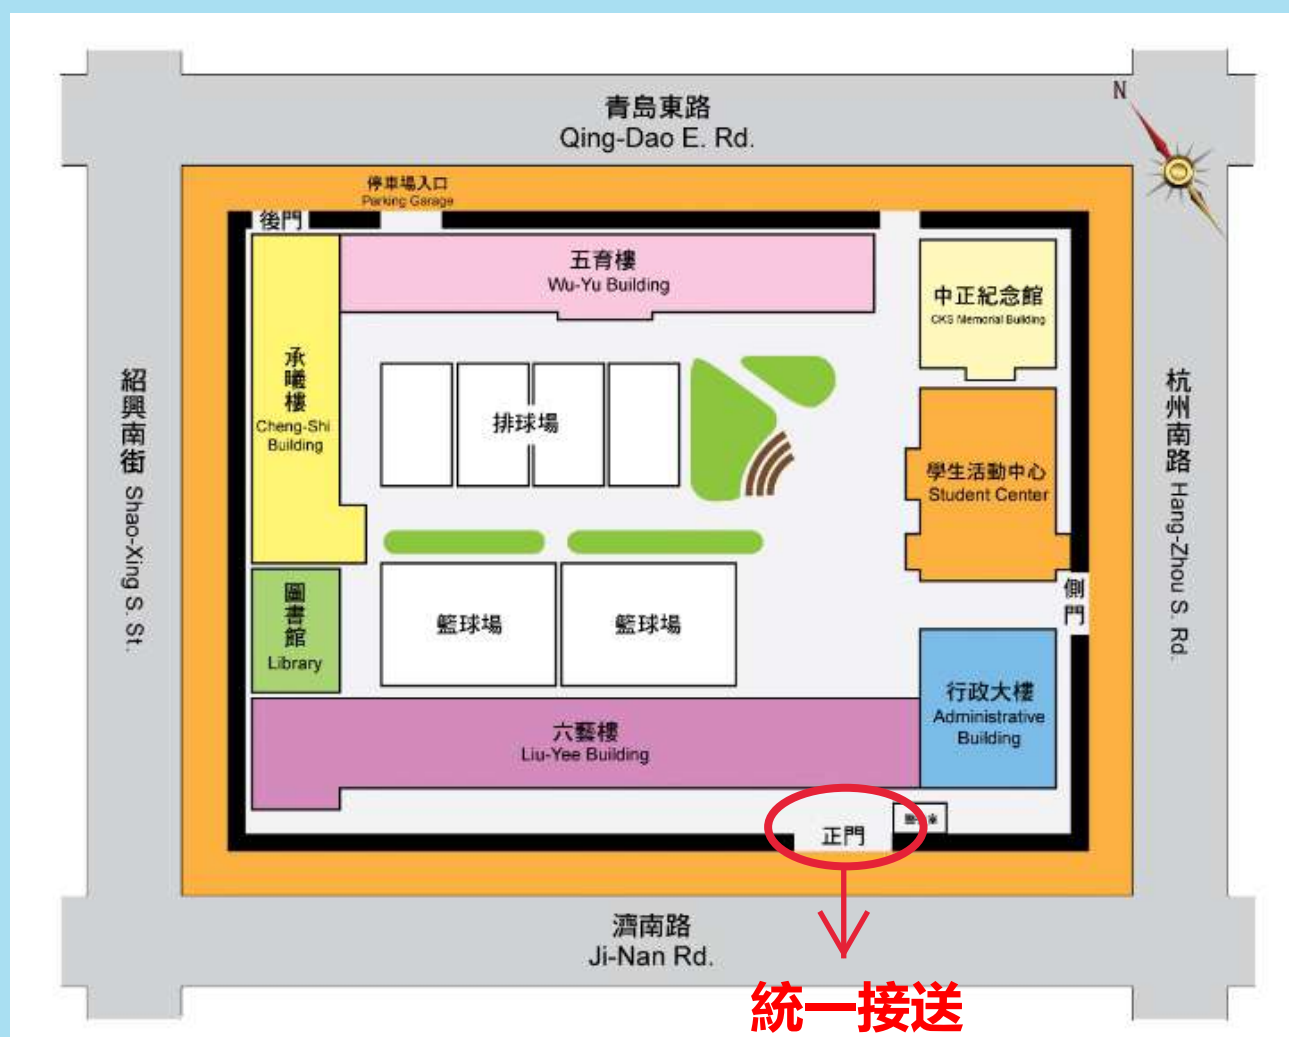 青島東路
Qing-Dao E. Rd.
N
停車場入口
Parking Garage
後門
五育樓
Wu-Yu Building
中正紀念館
CKS Memorial Building
承曦樓
Cheng-Shi
Building
排球場
學生活動中心
Student Center
紹興南街 Shao-Xing S. St.
杭州南路 Hang-Zhou S. Rd.
側門
圖書館
Library
籃球場
籃球場
行政大樓
Administrative
Building
六藝樓
Liu-Yee Building
正門
濟南路
Ji-Nan Rd.
統一接送